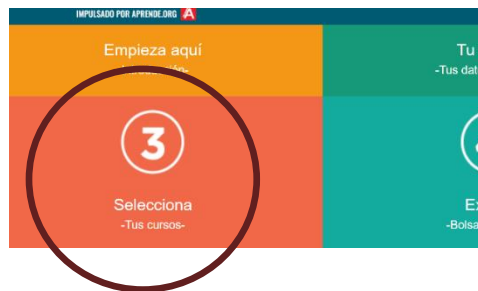 IMPULSADO POR APRENDE.ORG A
Empieza aquí
Tu
-Tus dat
3
Selecciona
-Tus cursos-
E
-Bolsa